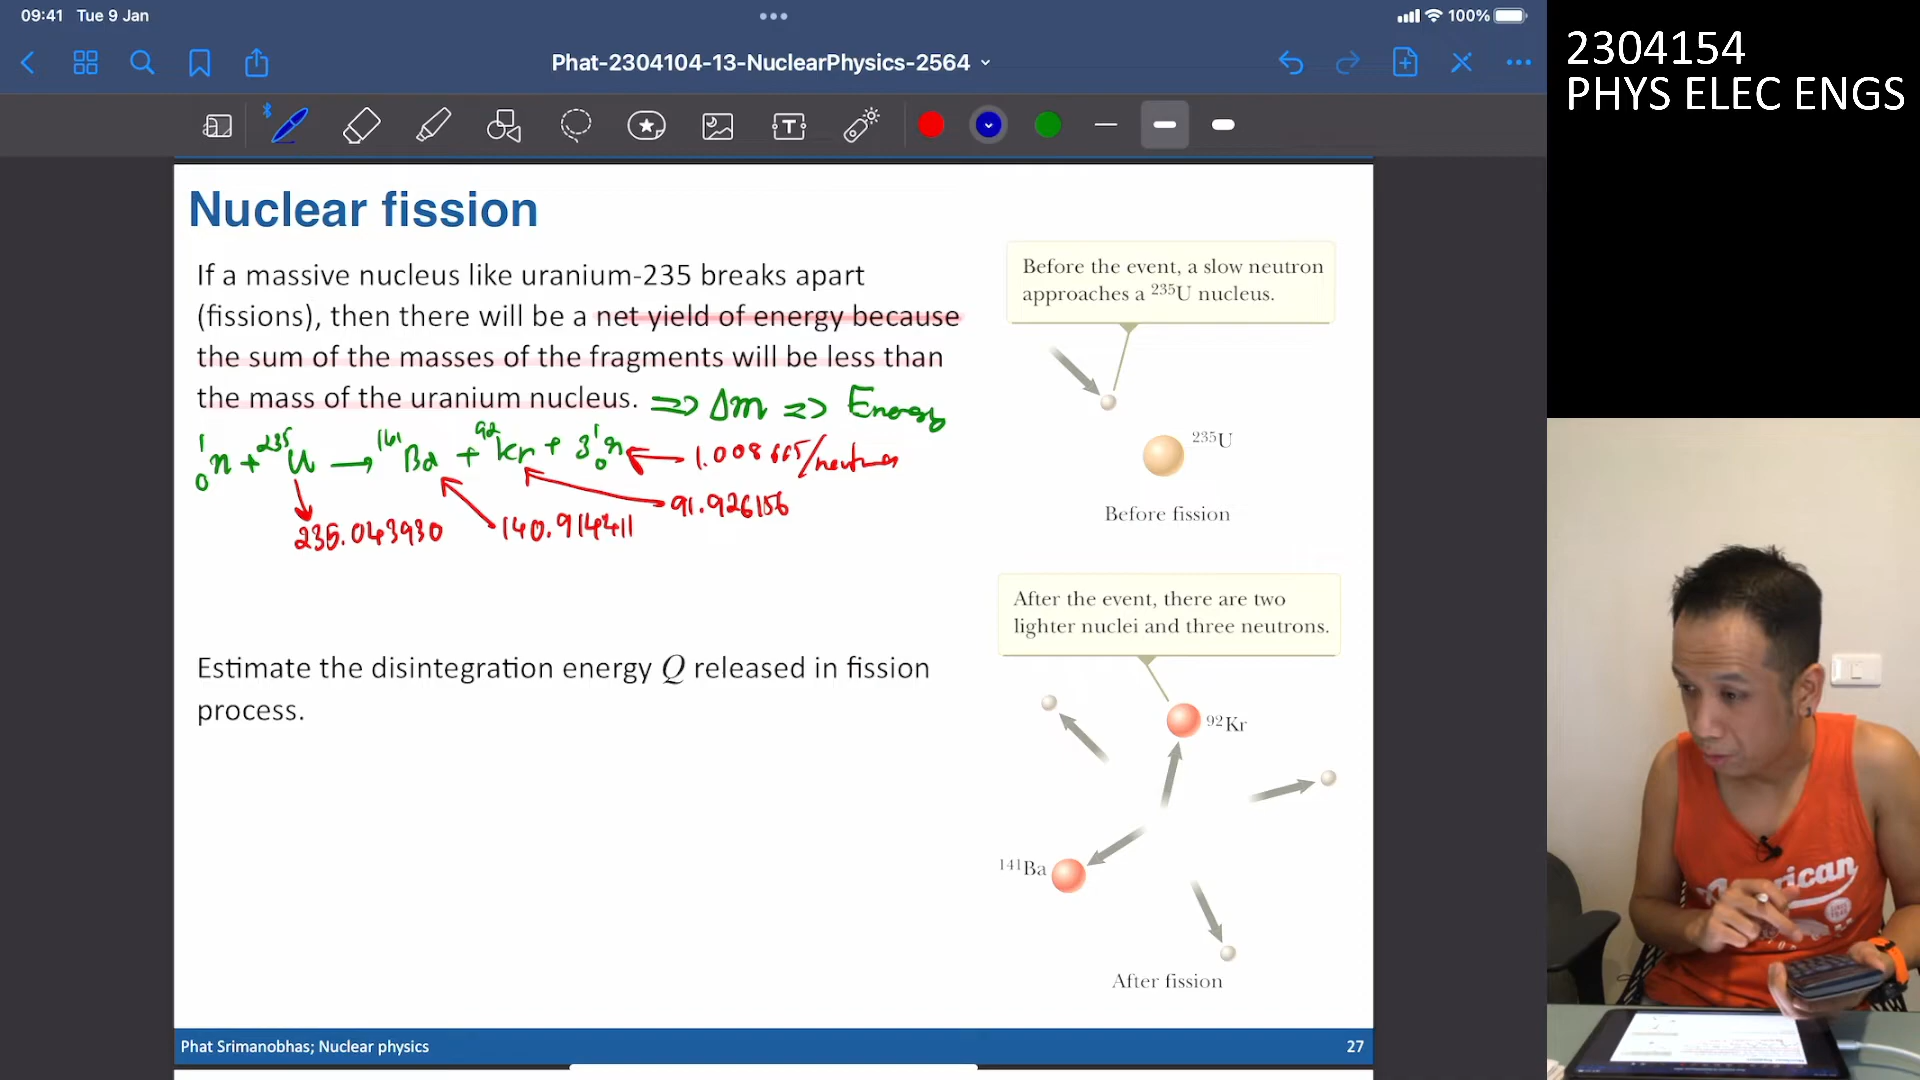 09:41 Tue 9 Jan
100%
Phat-2304104-13-NuclearPhysics-2564
2304154
PHYS ELEC ENGS
Nuclear fission
If a massive nucleus like uranium-235 breaks apart
(fissions), then there will be a net yield of energy because
the sum of the masses of the fragments will be less than
the mass of the uranium nucleus. ⇒ Δm ⇒ Energy
¹₀n + ²³⁵U → ¹⁴¹Ba + ⁹²Kr + 3¹₀n ← 1.008665/neutron
91.926156
235.043930
140.914411
Estimate the disintegration energy Q released in fission
process.
Before the event, a slow neutron
approaches a ²³⁵U nucleus.
²³⁵U
Before fission
After the event, there are two
lighter nuclei and three neutrons.
⁹²Kr
¹⁴¹Ba
After fission
Phat Srimanobhas; Nuclear physics
27